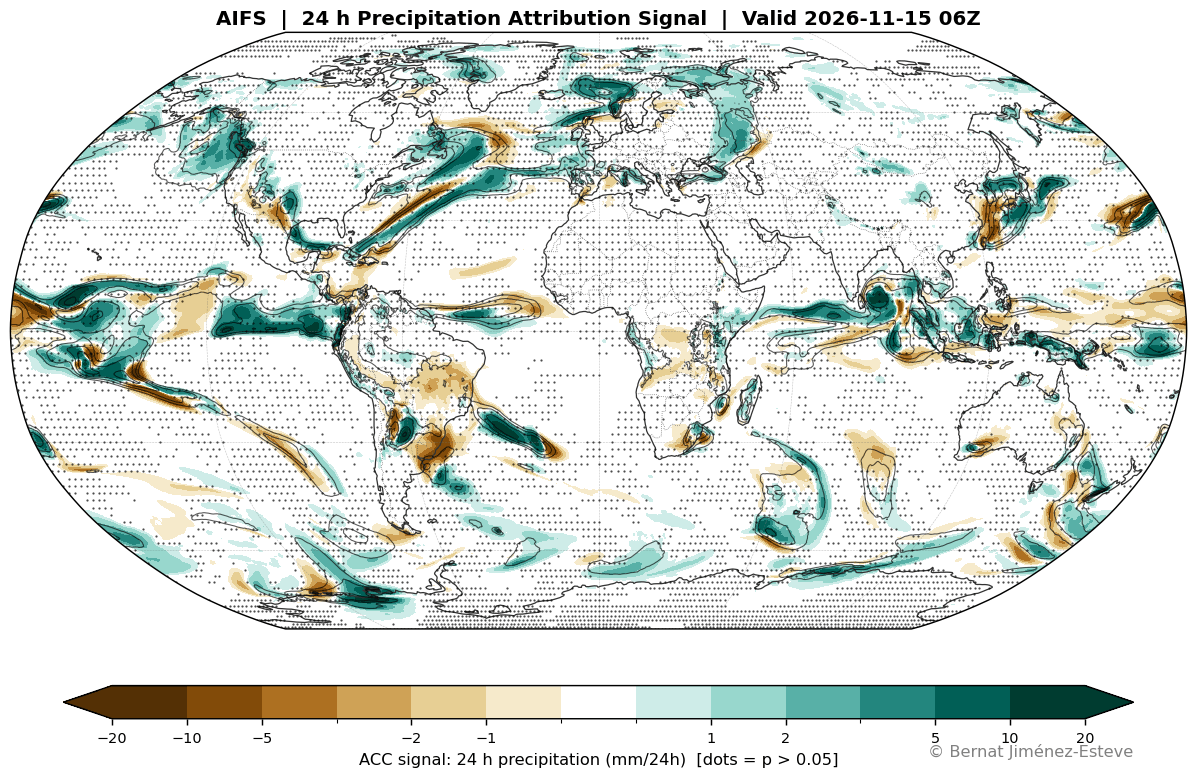 AIFS | 24 h Precipitation Attribution Signal | Valid 2026-11-15 06Z
−20 −10 −5 −2 −1 1 2 5 10 20
© Bernat Jiménez-Esteve
ACC signal: 24 h precipitation (mm/24h) [dots = p > 0.05]